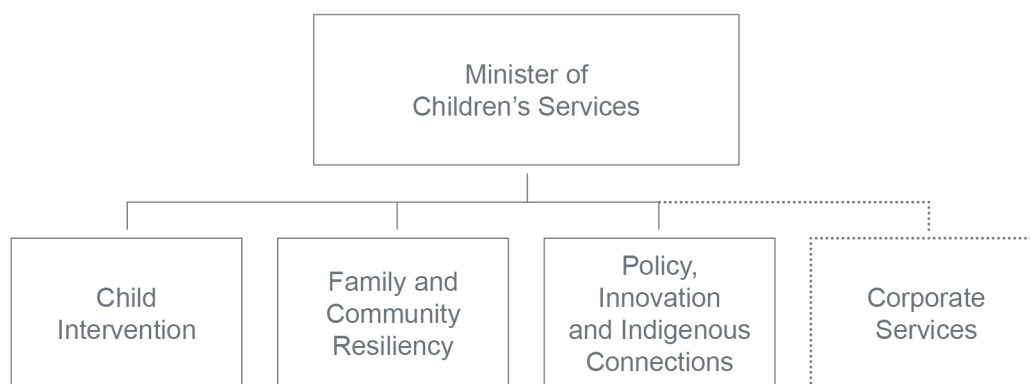 Minister of
Children’s Services
Child
Intervention
Family and
Community
Resiliency
Policy,
Innovation
and Indigenous
Connections
Corporate
Services